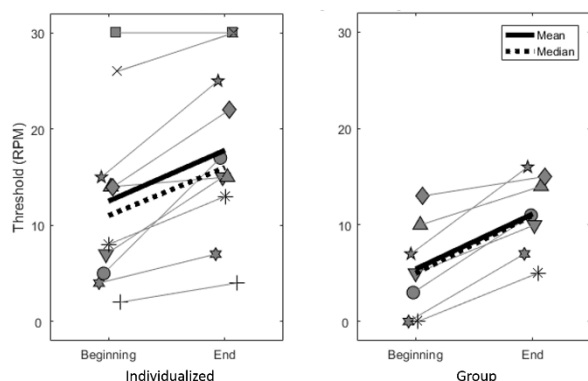 Threshold (RPM)
30
20
10
0
Beginning
End
Individualized
30
20
10
0
Beginning
End
Group
Mean
Median